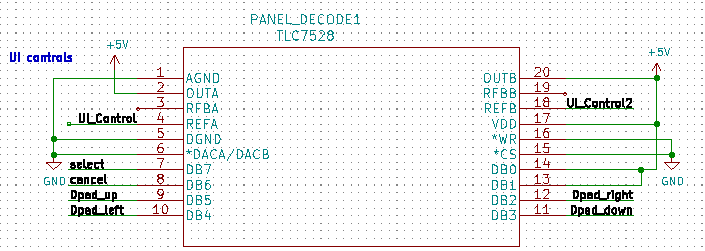 PANEL_DECODE1
TLC7528
UI controls
+5V
+5V
1 AGND OUTB 20
2 OUTA RFBB 19
3 RFBA REFB 18 UI_Control2
UI_Control 4 REFA VDD 17
5 DGND *WR 16
6 *DACA/DACB *CS 15
select 7 DB7 DB0 14
GND cancel 8 DB6 DB1 13 GND
Dpad_up 9 DB5 DB2 12 Dpad_right
Dpad_left 10 DB4 DB3 11 Dpad_down